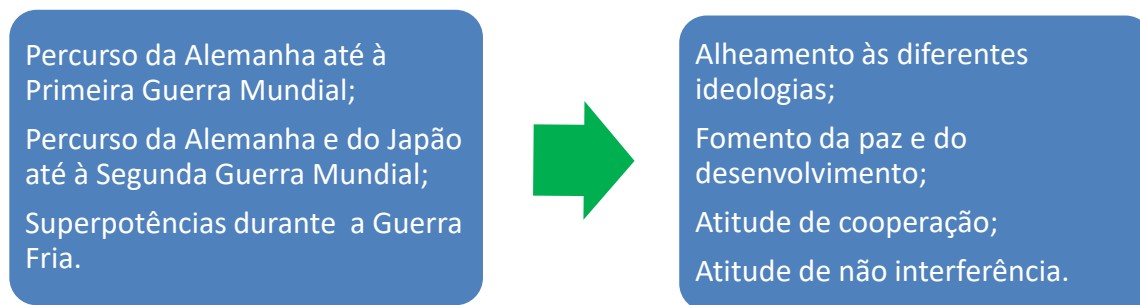 Percurso da Alemanha até à
Primeira Guerra Mundial;
Percurso da Alemanha e do Japão
até à Segunda Guerra Mundial;
Superpotências durante a Guerra
Fria.
Alheamento às diferentes
ideologias;
Fomento da paz e do
desenvolvimento;
Atitude de cooperação;
Atitude de não interferência.